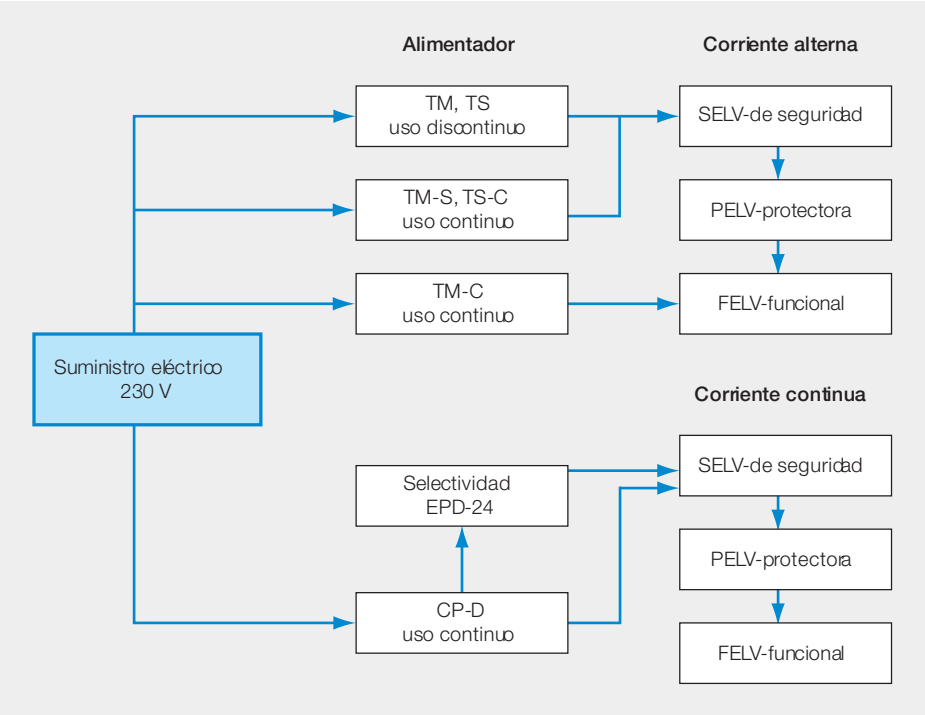 Alimentador
Corriente alterna
TM, TS
uso discontinuo
SELV-de seguridad
TM-S, TS-C
uso continuo
PELV-protectora
TM-C
uso continuo
FELV-funcional
Suministro eléctrico
230 V
Corriente continua
Selectividad
EPD-24
SELV-de seguridad
PELV-protectora
CP-D
uso continuo
FELV-funcional